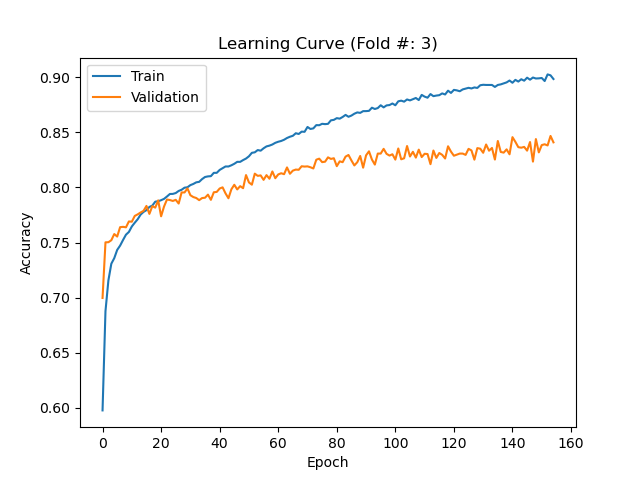 Learning Curve (Fold #: 3)
Train
Validation
0.90
0.85
0.80
0.75
0.70
0.65
0.60
Accuracy
0 20 40 60 80 100 120 140 160
Epoch